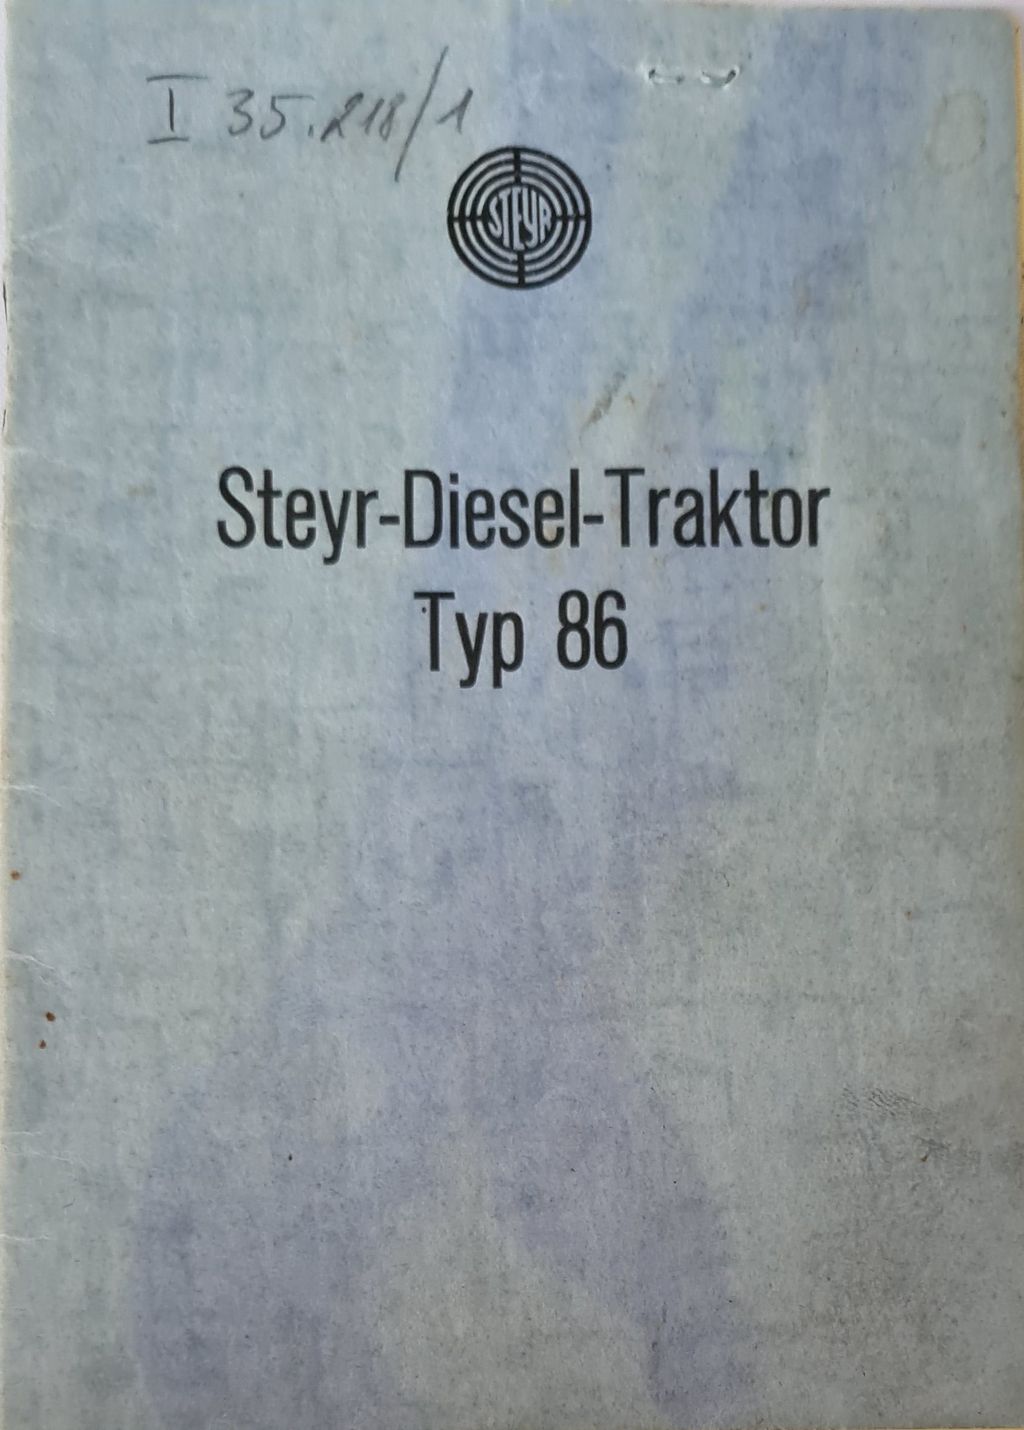 I 35.218/1
STEYR
Steyr-Diesel-Traktor
Typ 86